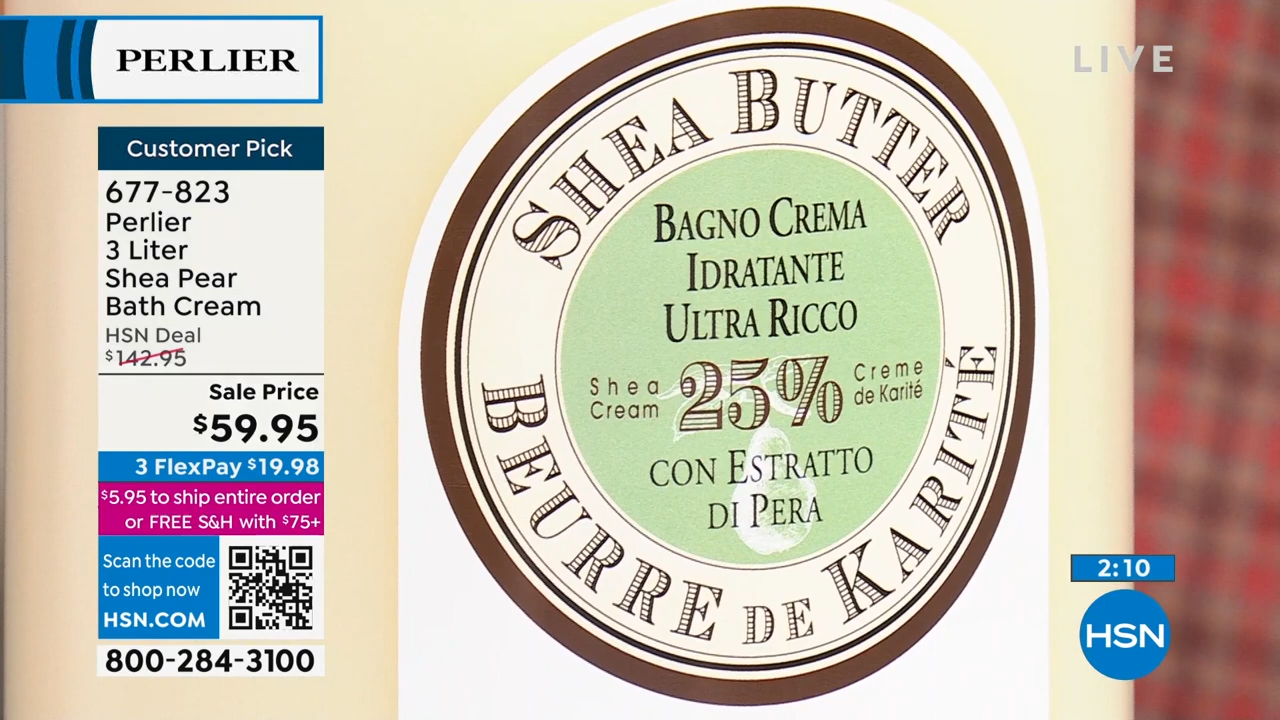 PERLIER
LIVE
Customer Pick
677-823
Perlier
3 Liter
Shea Pear
Bath Cream
HSN Deal
$142.95
Sale Price
$59.95
3 FlexPay $19.98
$5.95 to ship entire order
or FREE S&H with $75+
Scan the code
to shop now
HSN.COM
800-284-3100
SHEA BUTTER
BAGNO CREMA
IDRATANTE
ULTRA RICCO
Shea
Cream
25%
Creme
de Karité
CON ESTRATTO
DI PERA
BEURRE DE KARITÉ
2:10
HSN